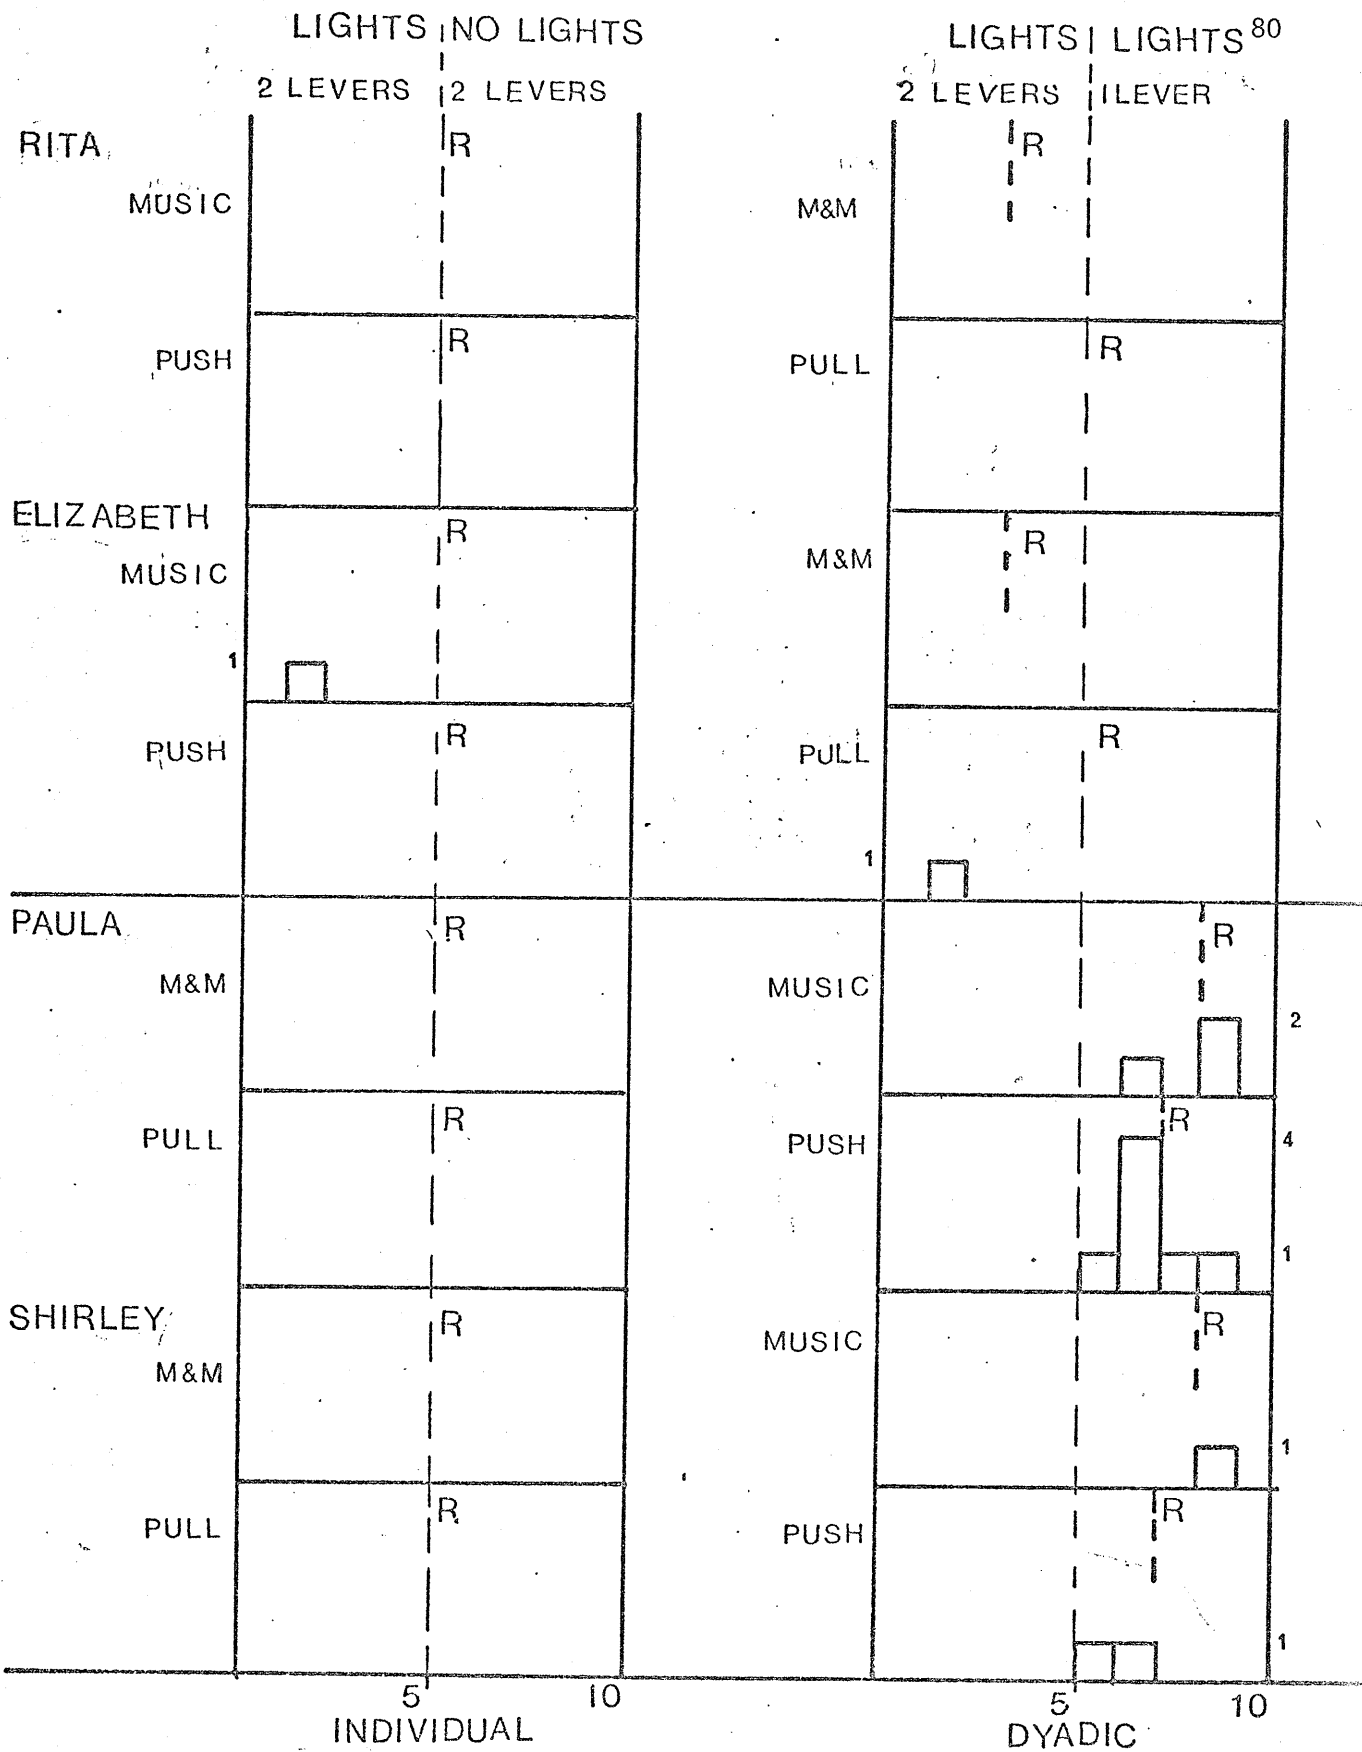 LIGHTS NO LIGHTS LIGHTS LIGHTS 80
2 LEVERS 2 LEVERS 2 LEVERS 1 LEVER
RITA R R
MUSIC M&M
R R
PUSH PULL
ELIZABETH R R
MUSIC M&M
1
R R
PUSH PULL
1
PAULA R R
M&M MUSIC
2
R R
PULL PUSH 4
1
SHIRLEY R R
M&M MUSIC
1
R R
PULL PUSH
1
5 10 5 10
INDIVIDUAL DYADIC